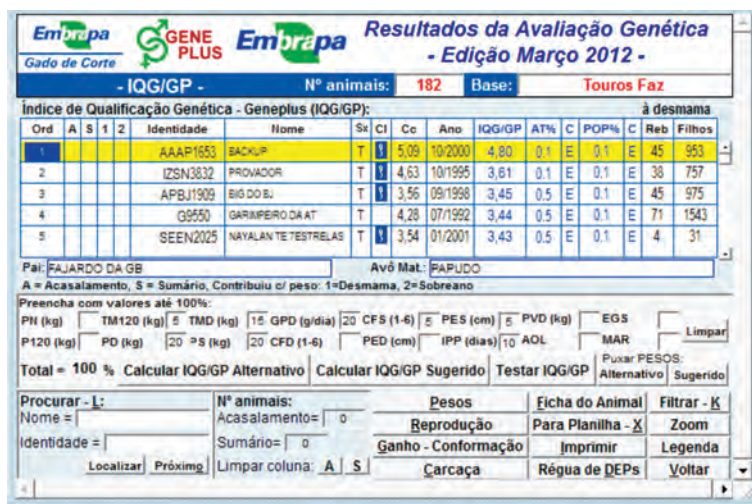 Embrapa
Gado de Corte
GENE
PLUS
Embrapa
Resultados da Avaliação Genética
- Edição Março 2012 -
- IQG/GP - Nº animais: 182 Base: Touros Faz
Índice de Qualificação Genética - Geneplus (IQG/GP): à desmama
Ord A S 1 2 Identidade Nome Sx CI Cc Ano IQG/GP AT% C POP% C Reb Filhos
1 AAAP1653 BACKUP T 5,09 10/2000 4,80 0.1 E 0.1 E 45 953
2 IZSN3832 PROVADOR T 4,63 10/1995 3,61 0.1 E 0.1 E 38 757
3 APBJ1909 BIG DO BJ T 3,56 09/1998 3,45 0.5 E 0.1 E 45 975
4 G9550 GARIMPEIRO DA AT T 4,28 07/1992 3,44 0.5 E 0.1 E 71 1543
5 SEEN2025 NAYALAN TE 7ESTRELAS T 3,54 01/2001 3,43 0.5 E 0.1 E 4 31
Pai: FAJARDO DA GB Avô Mat.: PAPUDO
A = Acasalamento, S = Sumário, Contribuiu c/ peso: 1=Desmama, 2=Sobreano
Preencha com valores até 100%:
PN (kg) TM120 (kg) 5 TMD (kg) 15 GPD (g/dia) 20 CFS (1-6) 5 PES (cm) 5 PVD (kg) EGS Limpar
P120 (kg) PD (kg) 20 PS (kg) 20 CFD (1-6) PED (cm) IPP (dias) 10 AOL MAR
Total = 100 % Calcular IQG/GP Alternativo Calcular IQG/GP Sugerido Testar IQG/GP Puxar PESOS: Alternativo Sugerido
Procurar - L: Nº animais: Pesos Ficha do Animal Filtrar - K
Nome = Acasalamento= 0 Reprodução Para Planilha - X Zoom
Identidade = Sumário= 0 Ganho - Conformação Imprimir Legenda
Localizar Próximo Limpar coluna: A S Carcaça Régua de DEPs Voltar